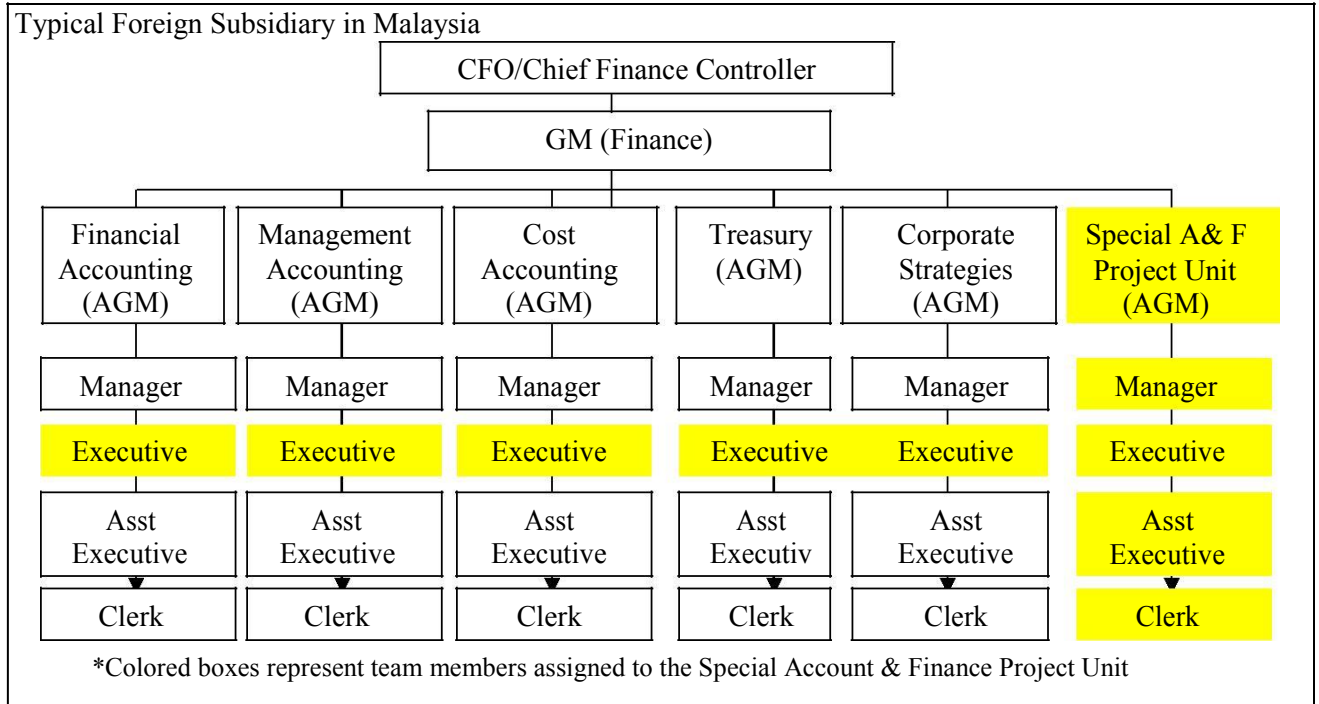 Typical Foreign Subsidiary in Malaysia
CFO/Chief Finance Controller
GM (Finance)
Financial
Accounting
(AGM)
Management
Accounting
(AGM)
Cost
Accounting
(AGM)
Treasury
(AGM)
Corporate
Strategies
(AGM)
Special A& F
Project Unit
(AGM)
Manager
Manager
Manager
Manager
Manager
Manager
Executive
Executive
Executive
Executive
Executive
Executive
Asst
Executive
Asst
Executive
Asst
Executive
Asst
Executiv
Asst
Executive
Asst
Executive
Clerk
Clerk
Clerk
Clerk
Clerk
Clerk
*Colored boxes represent team members assigned to the Special Account & Finance Project Unit